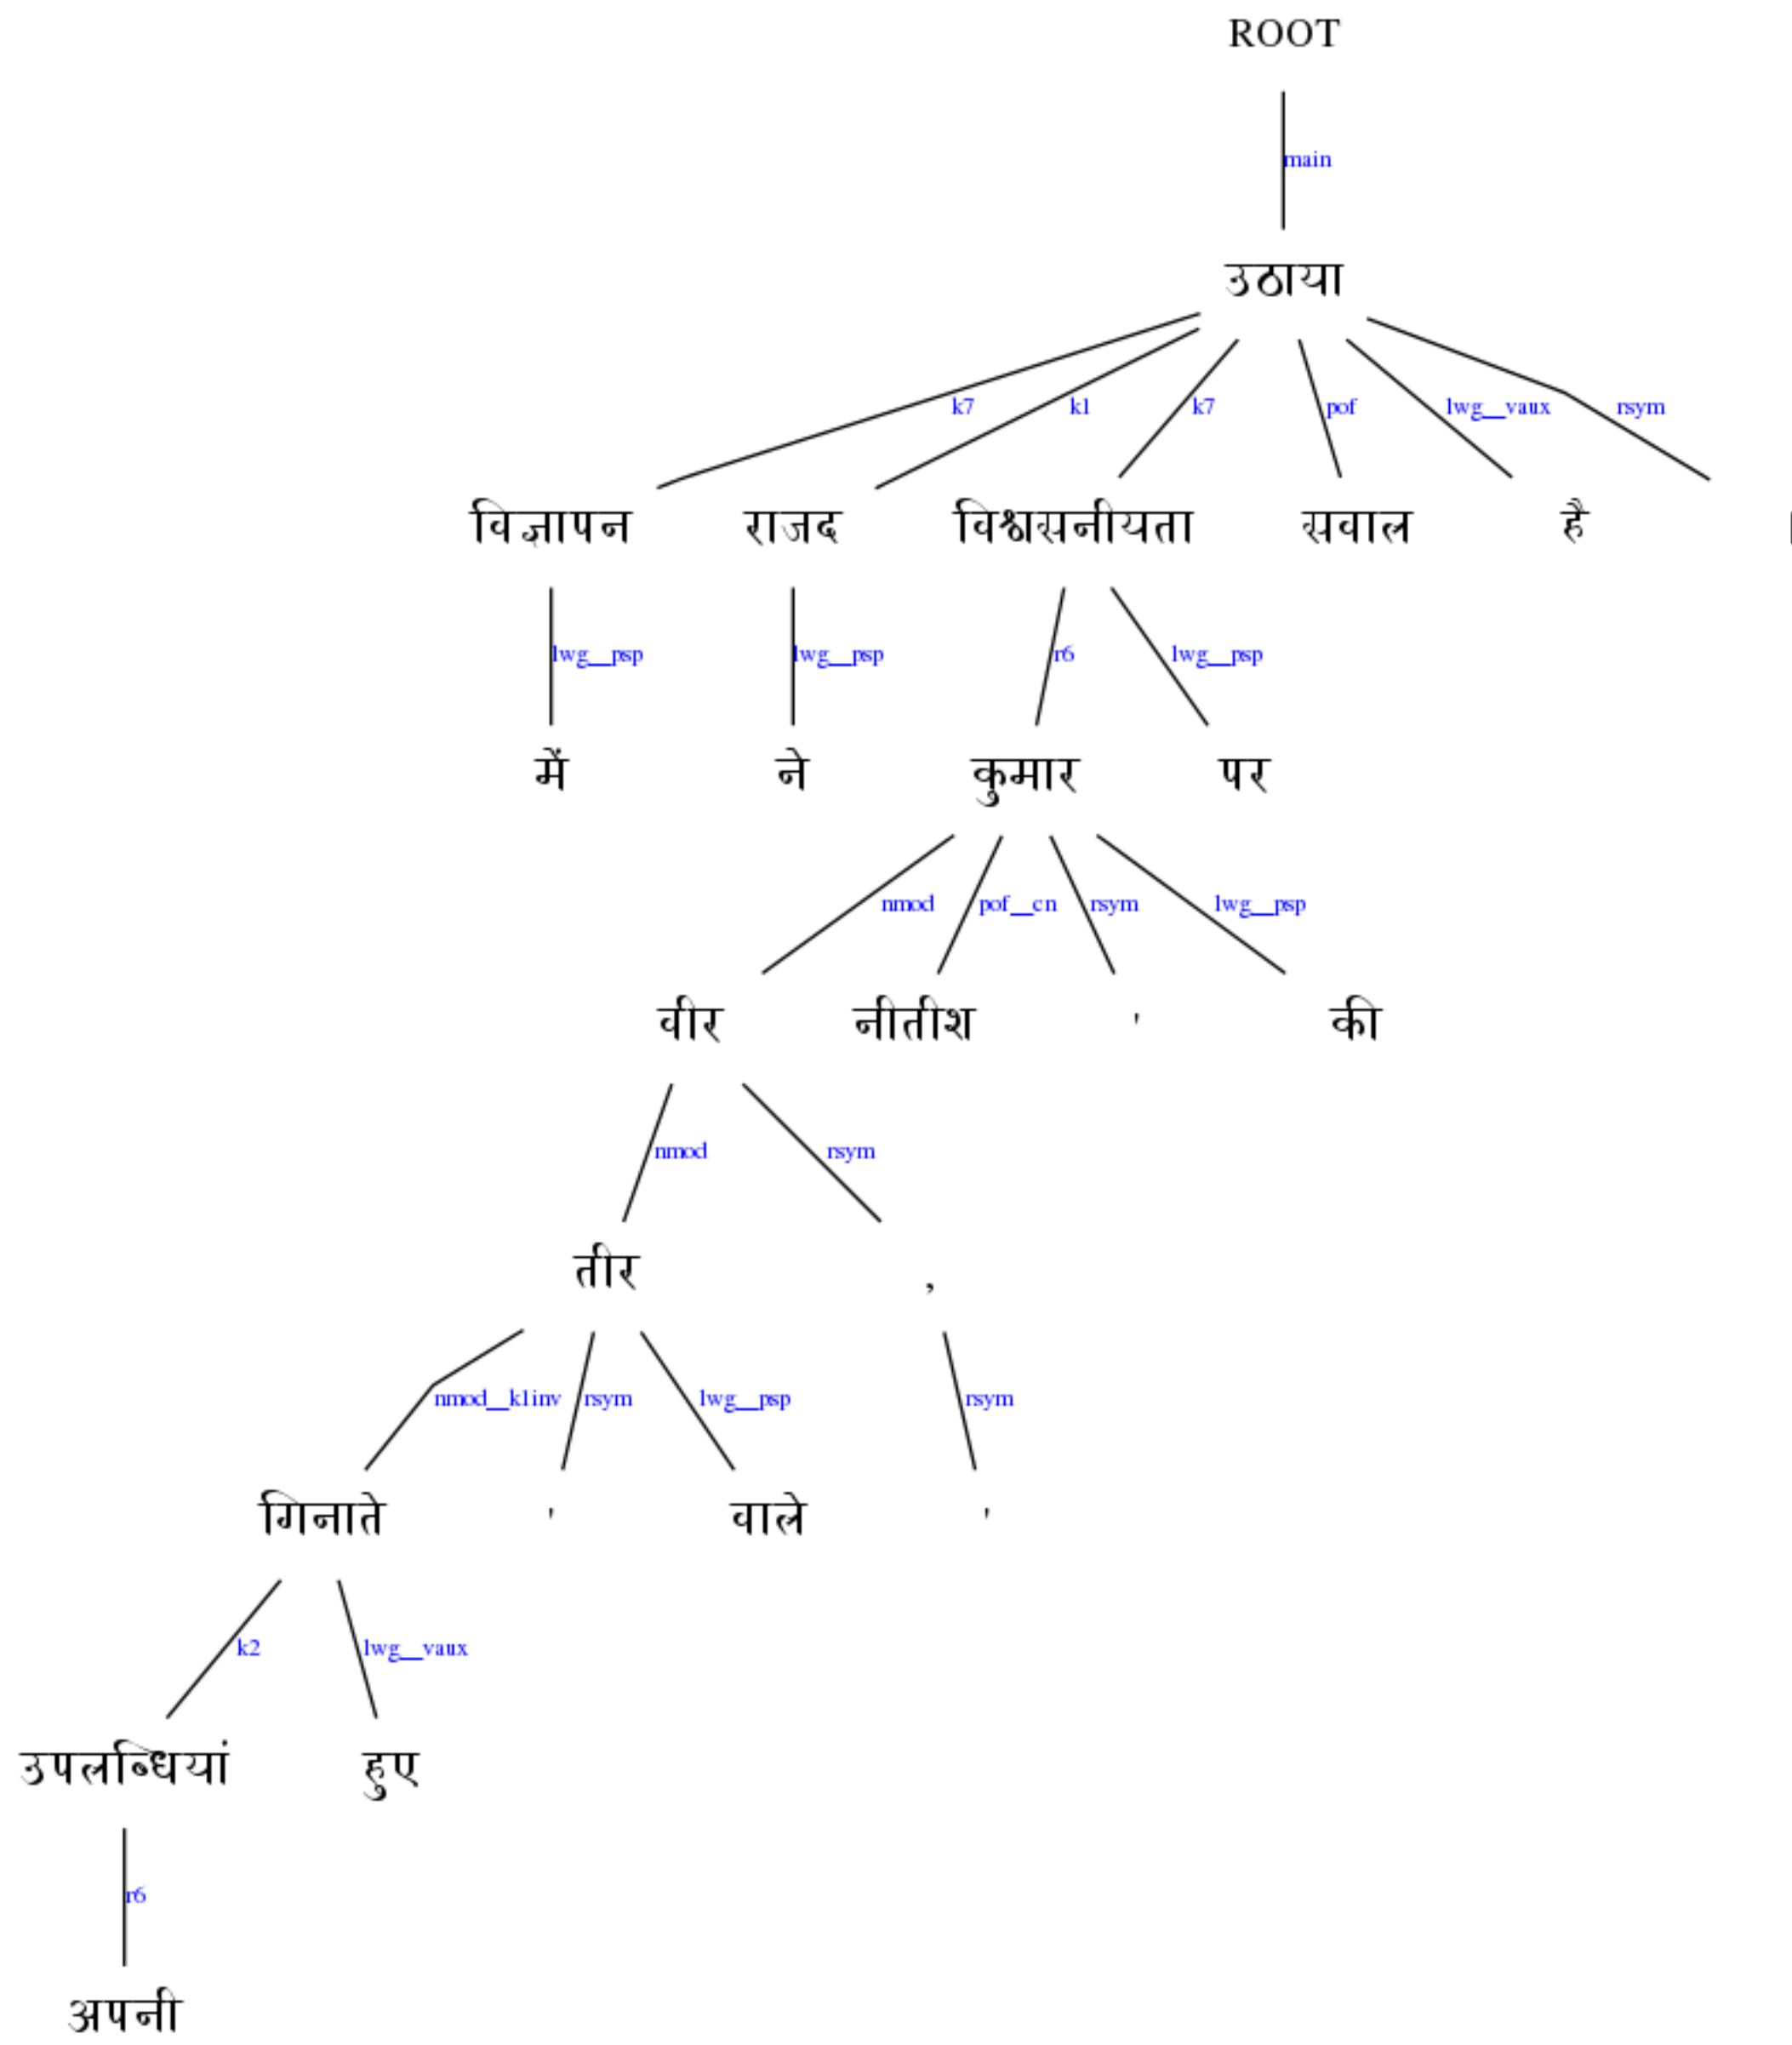 ROOT
main
उठाया
k7 k1 k7 pof lwg__vaux rsym
विज्ञापन राजद विश्वसनीयता सवाल है
lwg__psp lwg__psp r6 lwg__psp
में ने कुमार पर
nmod pof__cn rsym lwg__psp
वीर नीतीश ' की
nmod rsym
तीर ,
nmod__k1inv rsym lwg__psp rsym
गिनाते ' वाले '
k2 lwg__vaux
उपलब्धियां हुए
r6
अपनी